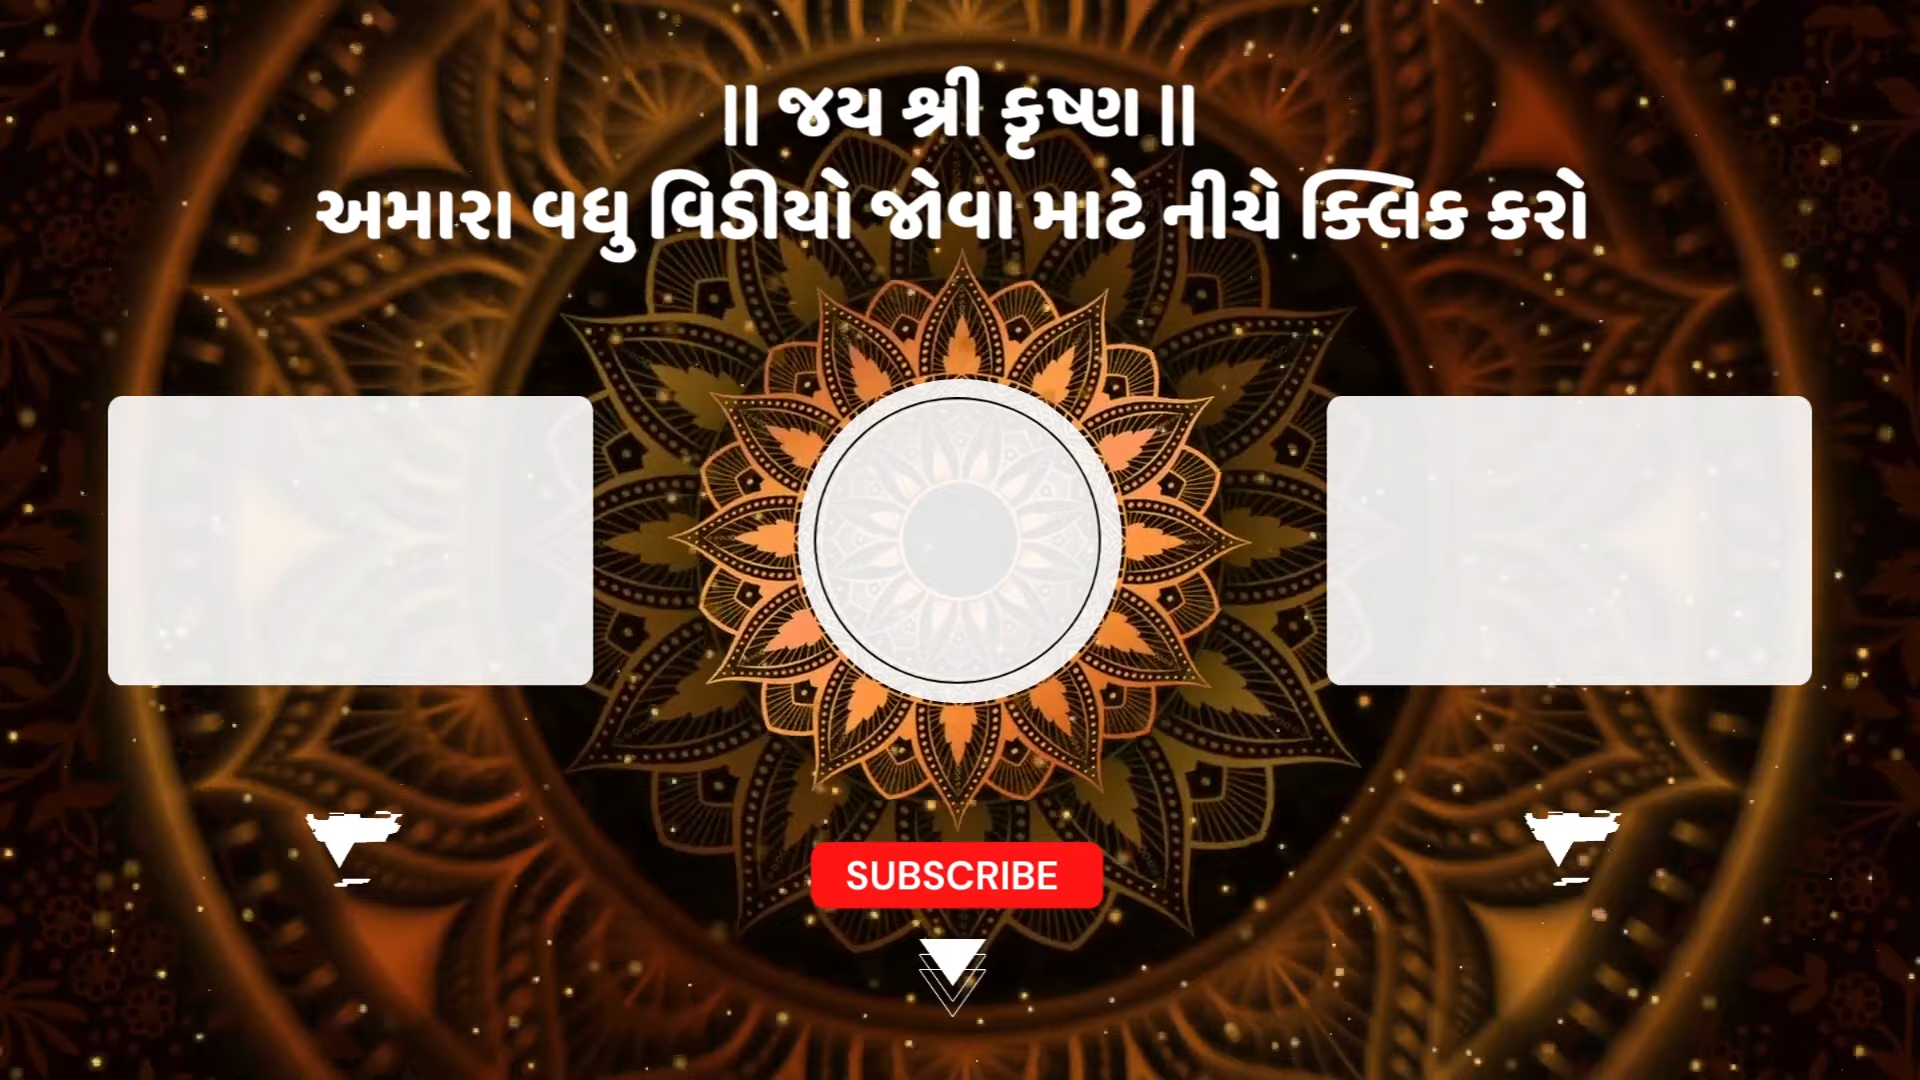 ॥ જય શ્રી કૃષ્ણ ॥
અમારા વધુ વિડીયો જોવા માટે નીચે ક્લિક કરો
SUBSCRIBE